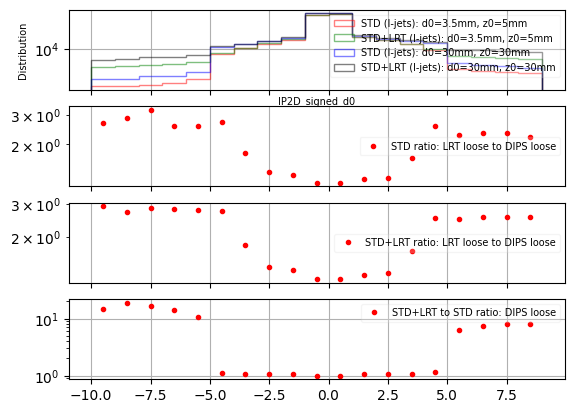 Distribution
10⁴
STD (l-jets): d0=3.5mm, z0=5mm
STD+LRT (l-jets): d0=3.5mm, z0=5mm
STD (l-jets): d0=30mm, z0=30mm
STD+LRT (l-jets): d0=30mm, z0=30mm
IP2D_signed_d0
3 × 10⁰
2 × 10⁰
STD ratio: LRT loose to DIPS loose
3 × 10⁰
2 × 10⁰
STD+LRT ratio: LRT loose to DIPS loose
10¹
10⁰
STD+LRT to STD ratio: DIPS loose
−10.0 −7.5 −5.0 −2.5 0.0 2.5 5.0 7.5